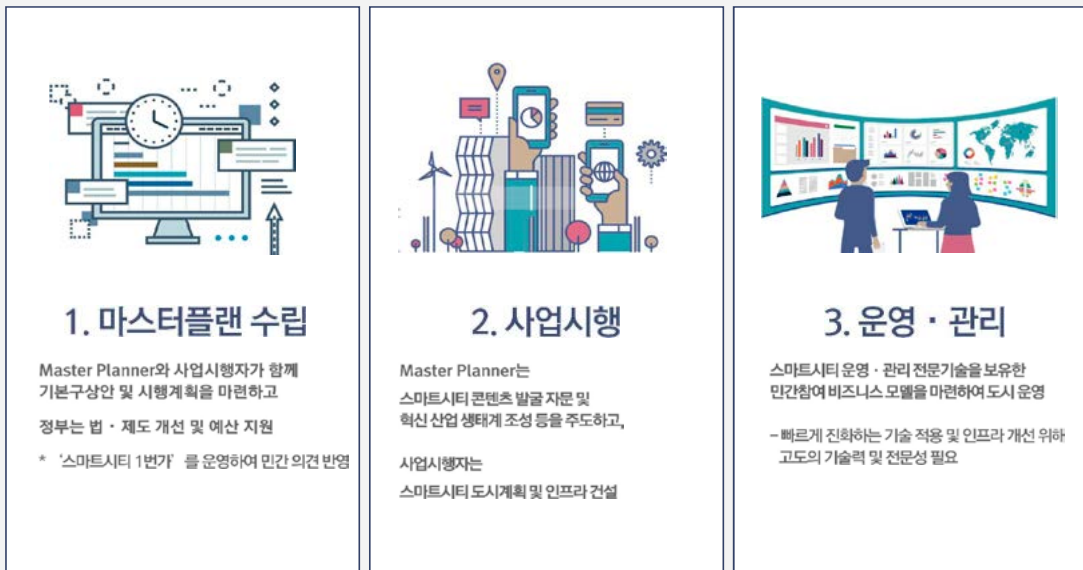 1. 마스터플랜 수립
Master Planner와 사업시행자가 함께
기본구상안 및 시행계획을 마련하고
정부는 법 · 제도 개선 및 예산 지원
* ‘스마트시티 1번가’ 를 운영하여 민간 의견 반영
2. 사업시행
Master Planner는
스마트시티 콘텐츠 발굴 자문 및
혁신 산업 생태계 조성 등을 주도하고,
사업시행자는
스마트시티 도시계획 및 인프라 건설
3. 운영 · 관리
스마트시티 운영 · 관리 전문기술을 보유한
민간참여 비즈니스 모델을 마련하여 도시 운영
- 빠르게 진화하는 기술 적용 및 인프라 개선 위해
고도의 기술력 및 전문성 필요